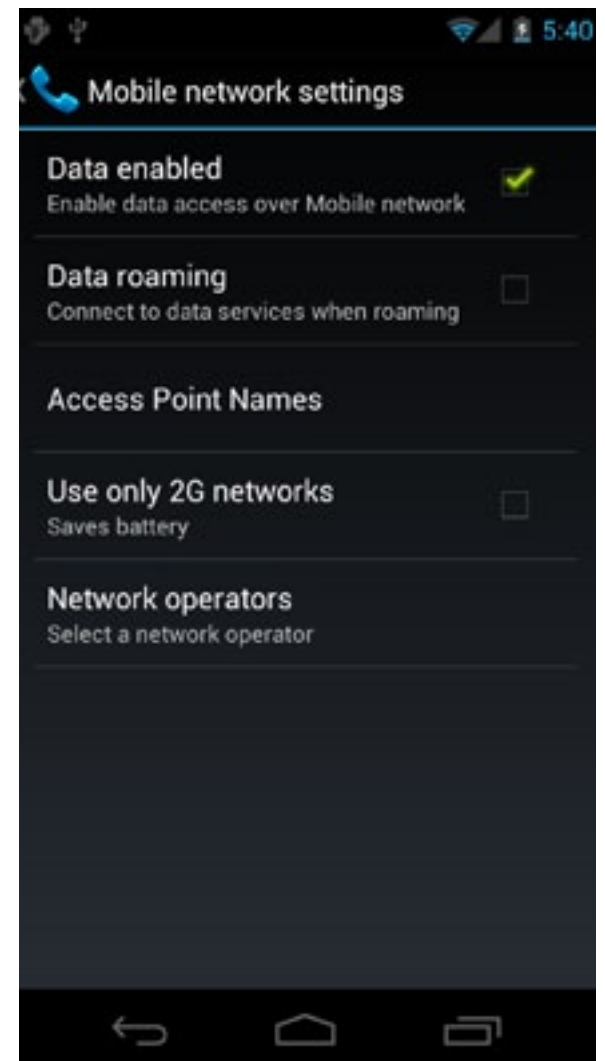 5:40
Mobile network settings
Data enabled
Enable data access over Mobile network
Data roaming
Connect to data services when roaming
Access Point Names
Use only 2G networks
Saves battery
Network operators
Select a network operator